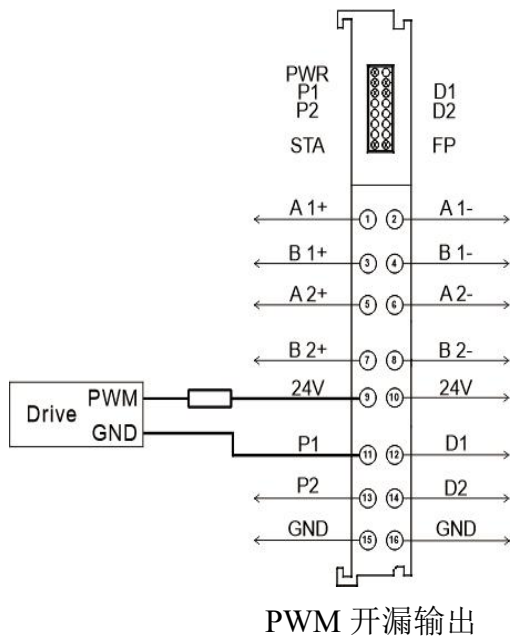 PWR
P1 D1
P2 D2
STA FP
A 1+ 1 2 A 1-
B 1+ 3 4 B 1-
A 2+ 5 6 A 2-
B 2+ 7 8 B 2-
24V 9 10 24V
Drive PWM
GND
P1 11 12 D1
P2 13 14 D2
GND 15 16 GND
PWM 开漏输出